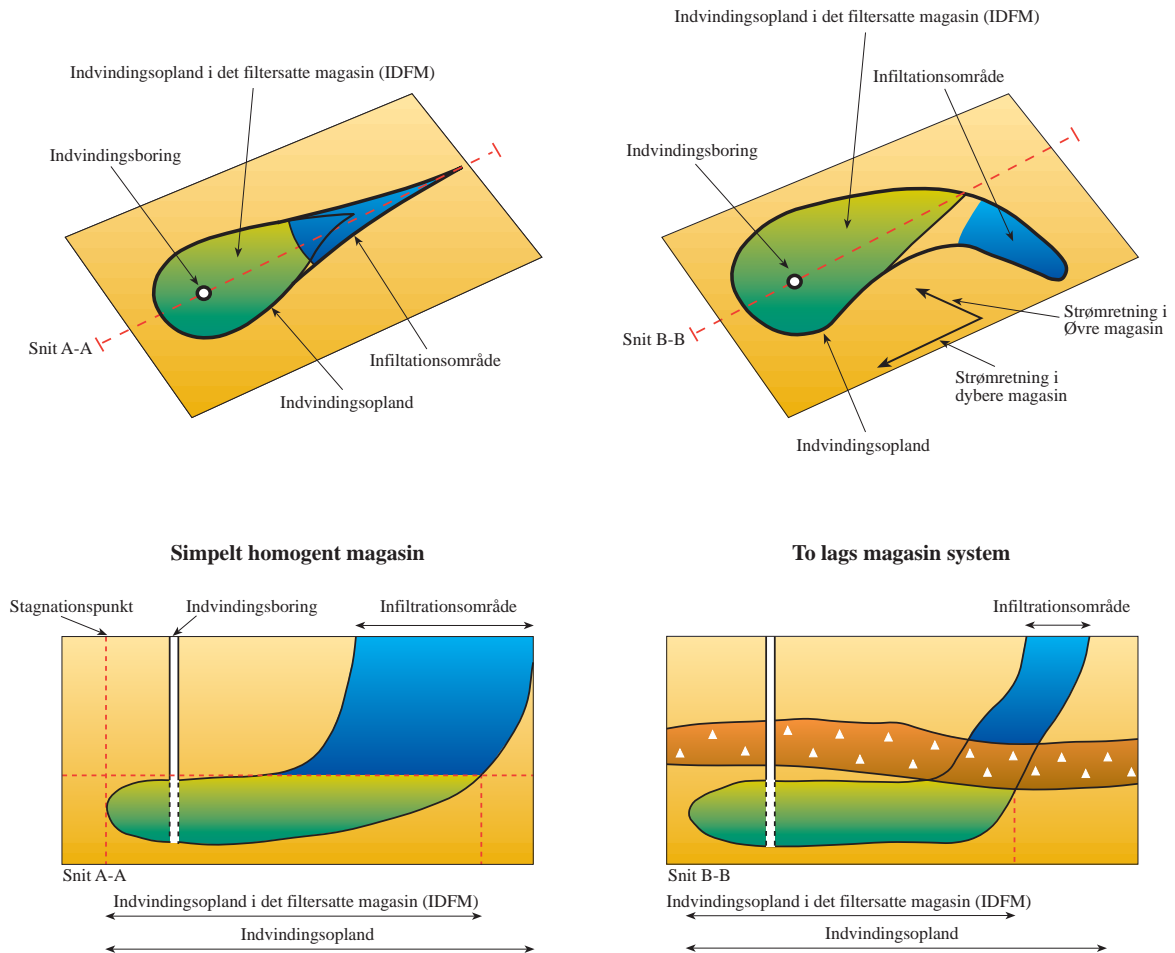 Indvindingsopland i det filtersatte magasin (IDFM)
Indvindingsboring
Snit A-A
Infiltationsområde
Indvindingsopland
Indvindingsopland i det filtersatte magasin (IDFM)
Infiltationsområde
Indvindingsboring
Snit B-B
Strømretning i
Øvre magasin
Strømretning i
dybere magasin
Indvindingsopland
Simpelt homogent magasin
Stagnationspunkt
Indvindingsboring
Infiltrationsområde
Snit A-A
Indvindingsopland i det filtersatte magasin (IDFM)
Indvindingsopland
To lags magasin system
Infiltrationsområde
Snit B-B
Indvindingsopland i det filtersatte magasin (IDFM)
Indvindingsopland